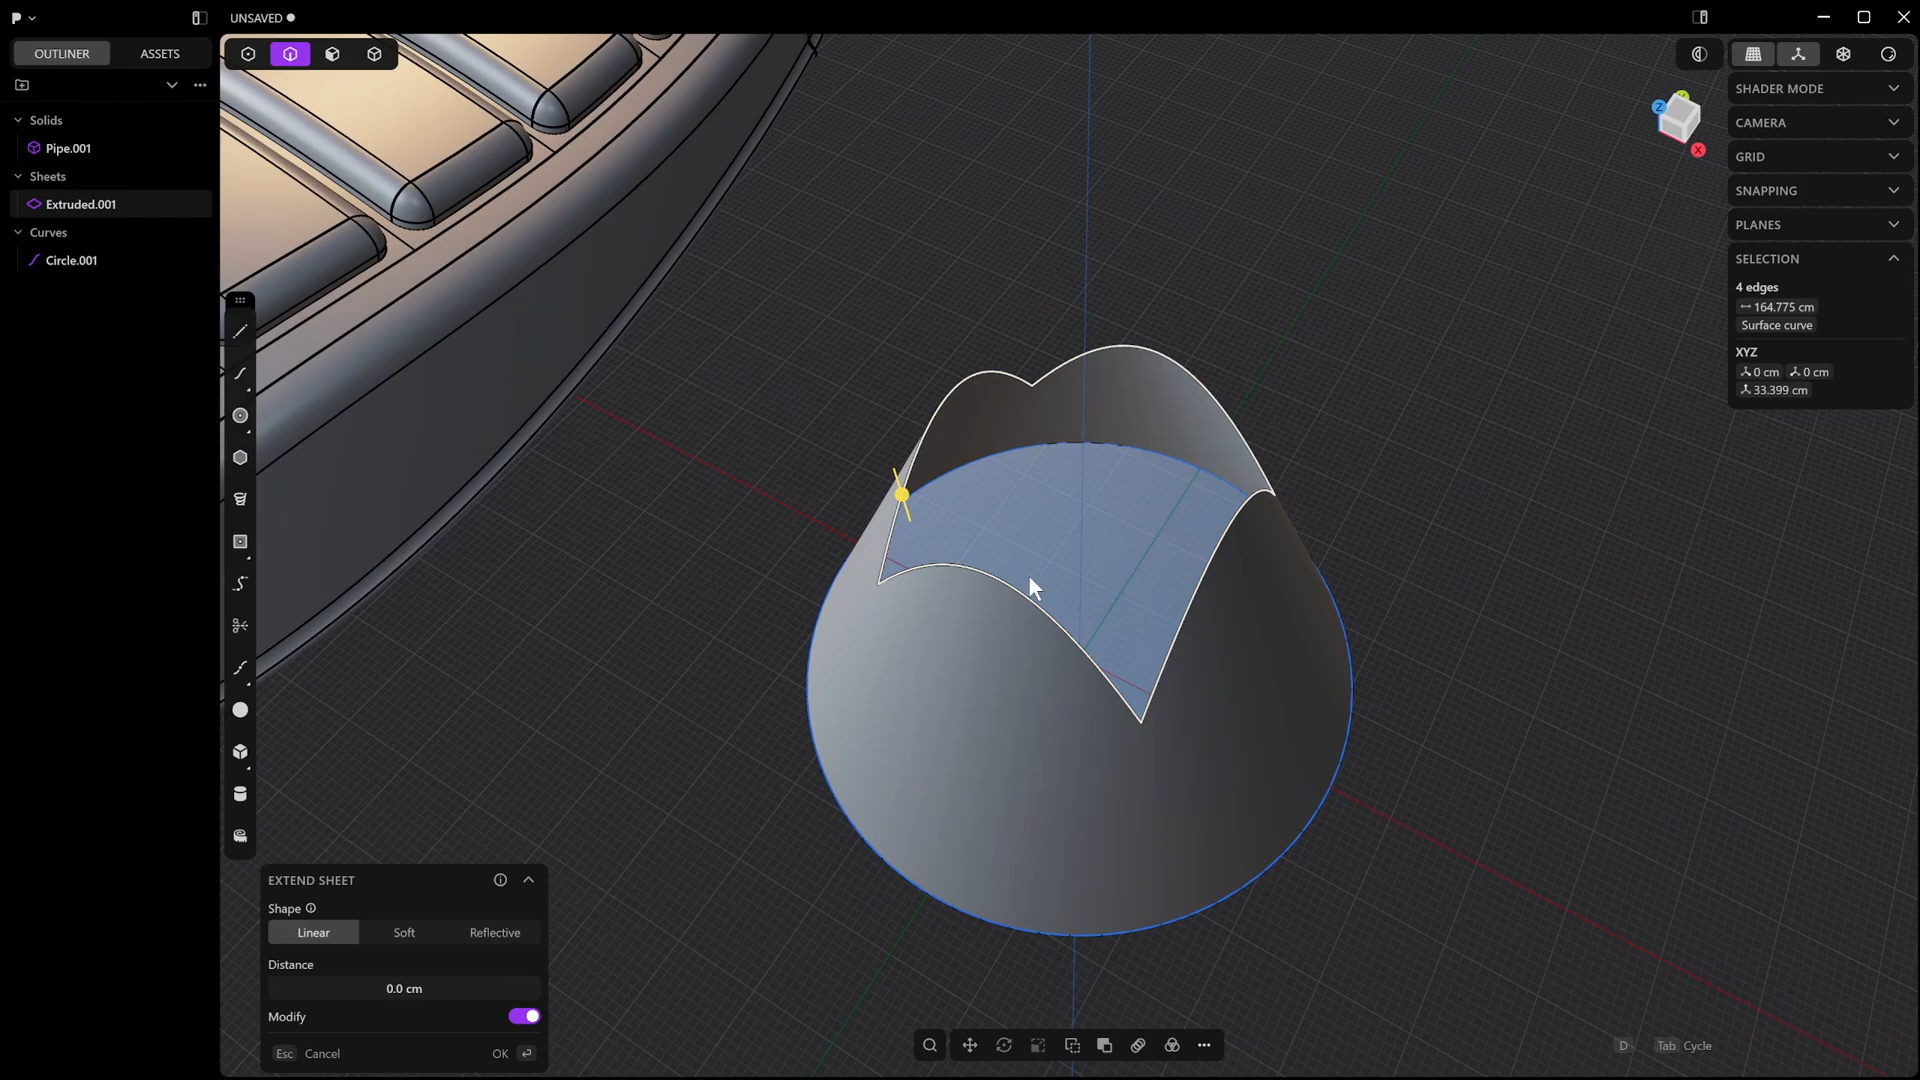 UNSAVED
OUTLINER
ASSETS
Solids
Pipe.001
Sheets
Extruded.001
Curves
Circle.001
Z
X
SHADER MODE
CAMERA
GRID
SNAPPING
PLANES
SELECTION
4 edges
164.775 cm
Surface curve
XYZ
0 cm 0 cm
33.399 cm
EXTEND SHEET
Shape
Linear Soft Reflective
Distance
0.0 cm
Modify
Esc Cancel OK
D Tab Cycle